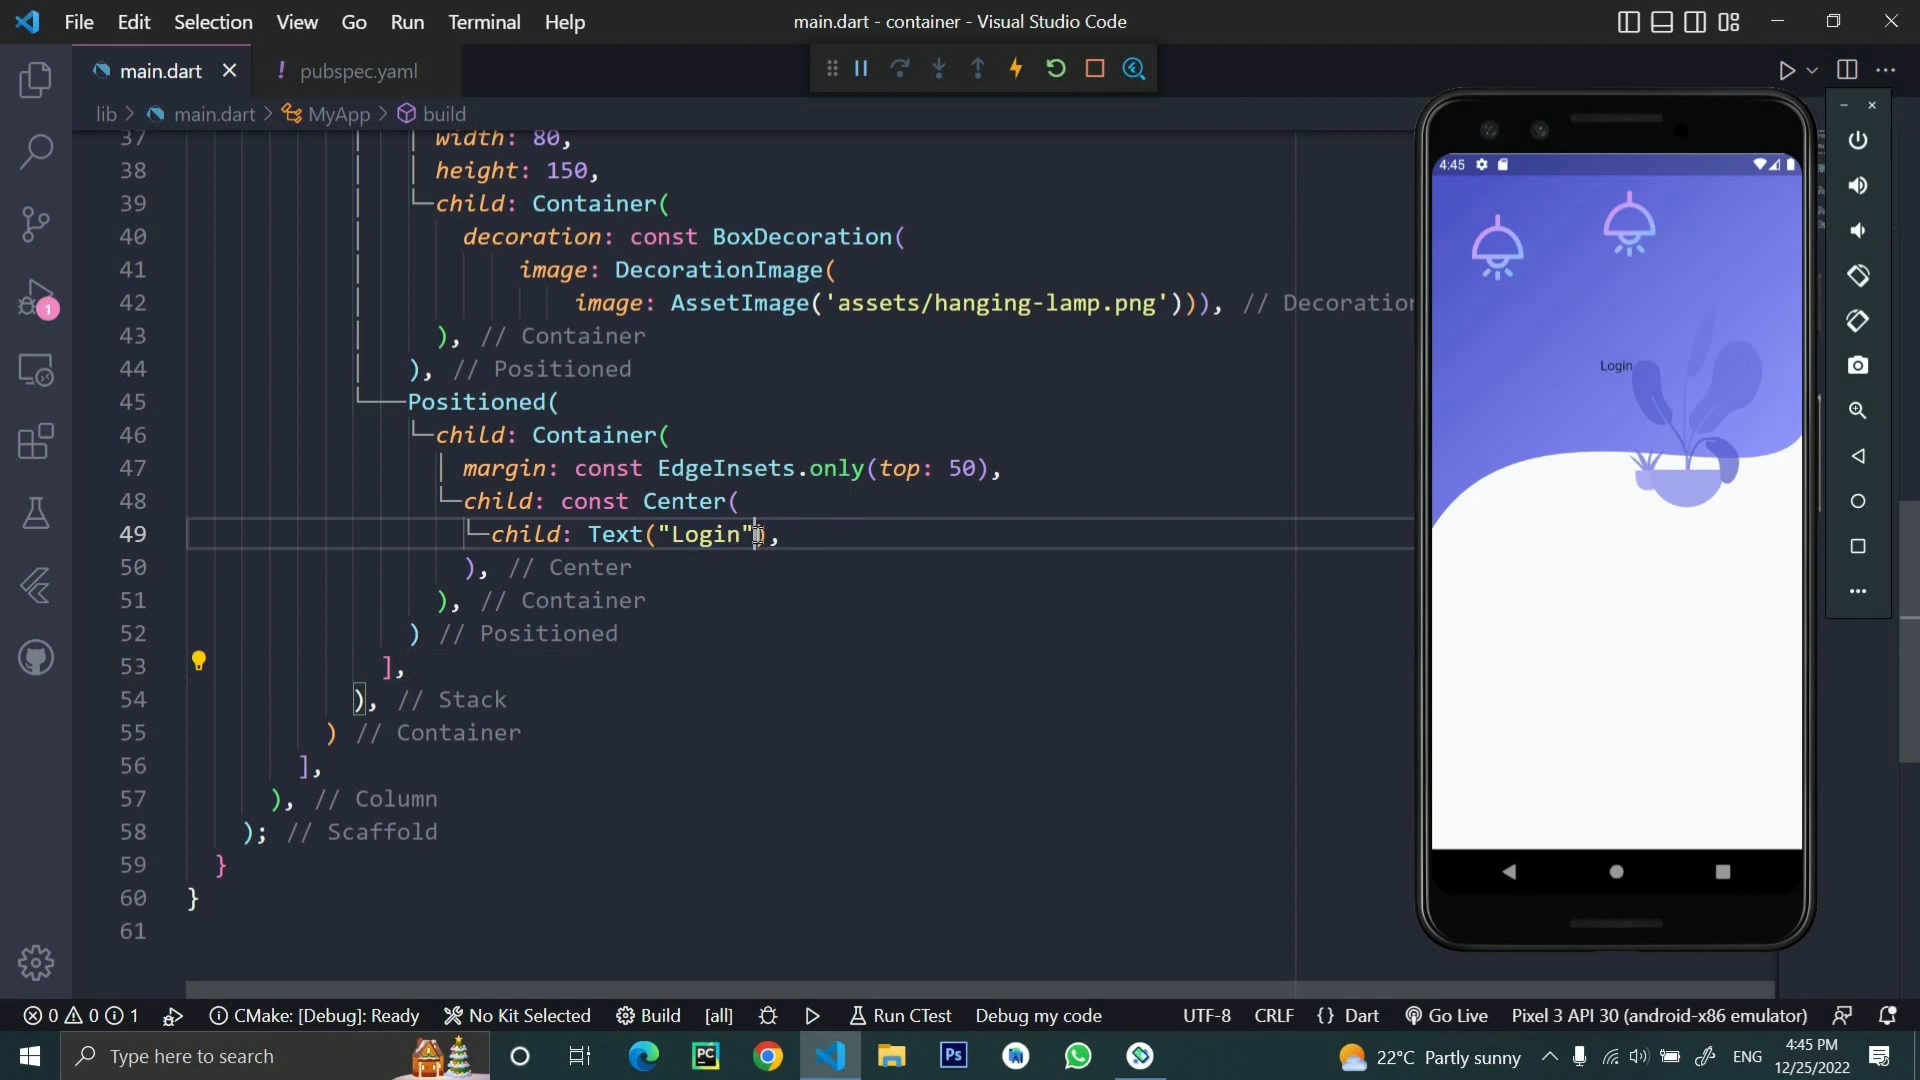 File Edit Selection View Go Run Terminal Help
main.dart - container - Visual Studio Code
main.dart
! pubspec.yaml
lib > main.dart > MyApp > build
37 width: 80,
38 height: 150,
39 child: Container(
40 decoration: const BoxDecoration(
41 image: DecorationImage(
42 image: AssetImage('assets/hanging-lamp.png'))), // Decoration
43 ), // Container
44 ), // Positioned
45 Positioned(
46 child: Container(
47 margin: const EdgeInsets.only(top: 50),
48 child: const Center(
49 child: Text("Login"),
50 ), // Center
51 ), // Container
52 ) // Positioned
53 ],
54 ), // Stack
55 ) // Container
56 ],
57 ), // Column
58 ); // Scaffold
59 }
60 }
61
1
4:45
Login
0 0 1 CMake: [Debug]: Ready No Kit Selected Build [all] Run CTest Debug my code UTF-8 CRLF {} Dart Go Live Pixel 3 API 30 (android-x86 emulator)
Type here to search
PC
Ps
22°C Partly sunny
ENG
4:45 PM
12/25/2022